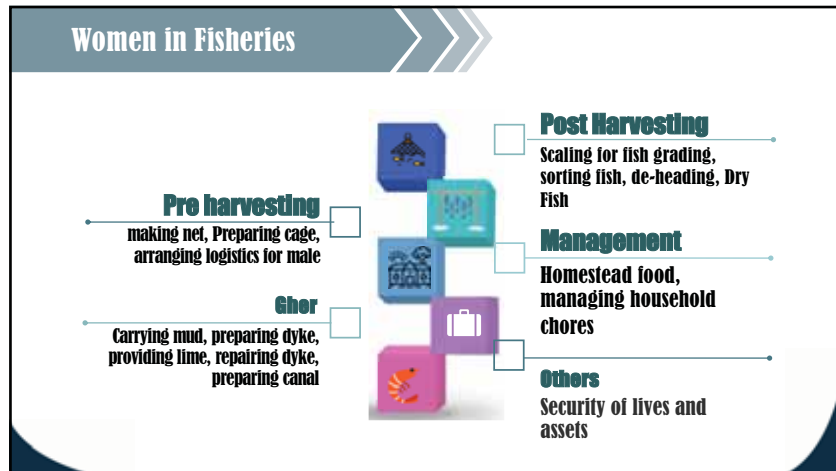 Women in Fisheries
Pre harvesting
making net, Preparing cage,
arranging logistics for male
Gher
Carrying mud, preparing dyke,
providing lime, repairing dyke,
preparing canal
Post Harvesting
Scaling for fish grading,
sorting fish, de-heading, Dry
Fish
Management
Homestead food,
managing household
chores
Others
Security of lives and
assets